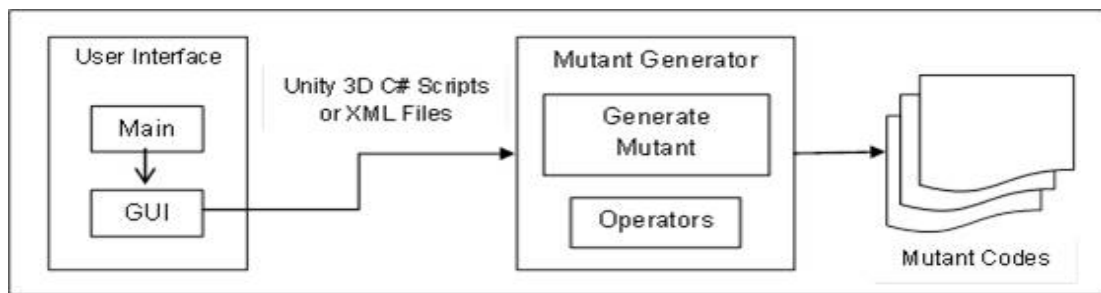 User Interface
Main
GUI
Unity 3D C# Scripts
or XML Files
Mutant Generator
Generate
Mutant
Operators
Mutant Codes